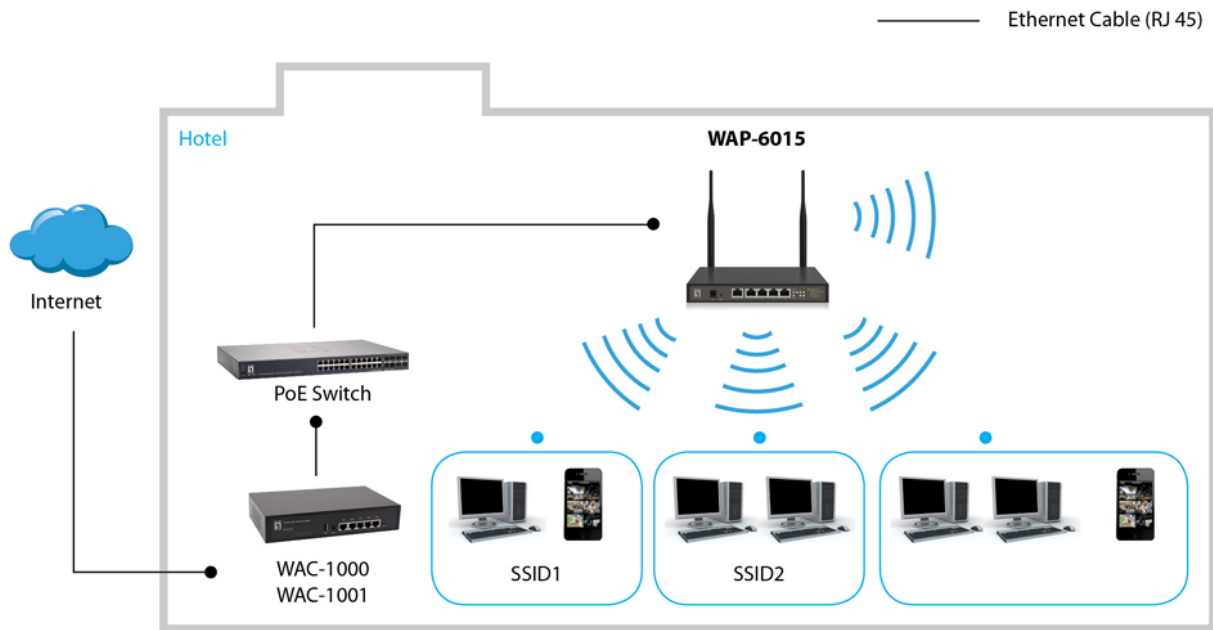 Ethernet Cable (RJ 45)
Hotel
WAP-6015
Internet
PoE Switch
WAC-1000
WAC-1001
SSID1
SSID2